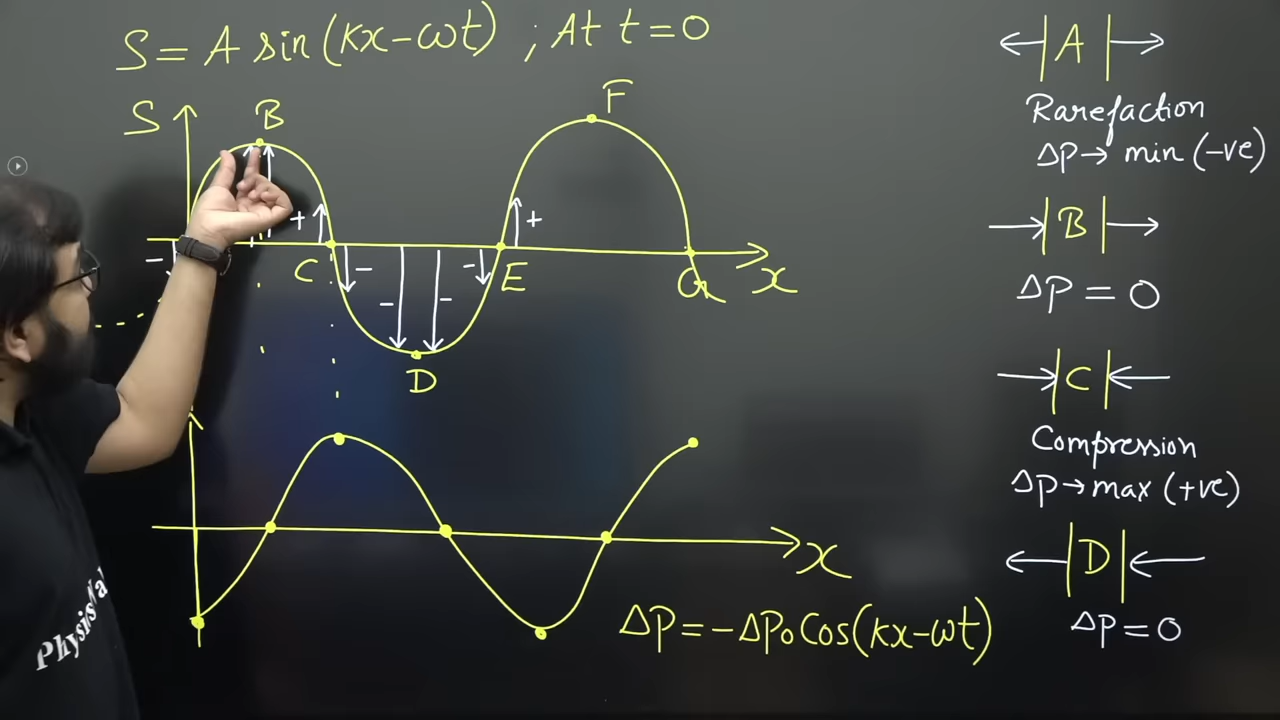 S = A sin(kx-ωt) ; At t=0
S
B
F
+
+
C
E
G
x
D
x
ΔP = -ΔP₀ Cos(kx-ωt)
A
Rarefaction
ΔP→ min (-ve)
B
ΔP = 0
C
Compression
ΔP→ max (+ve)
D
ΔP = 0